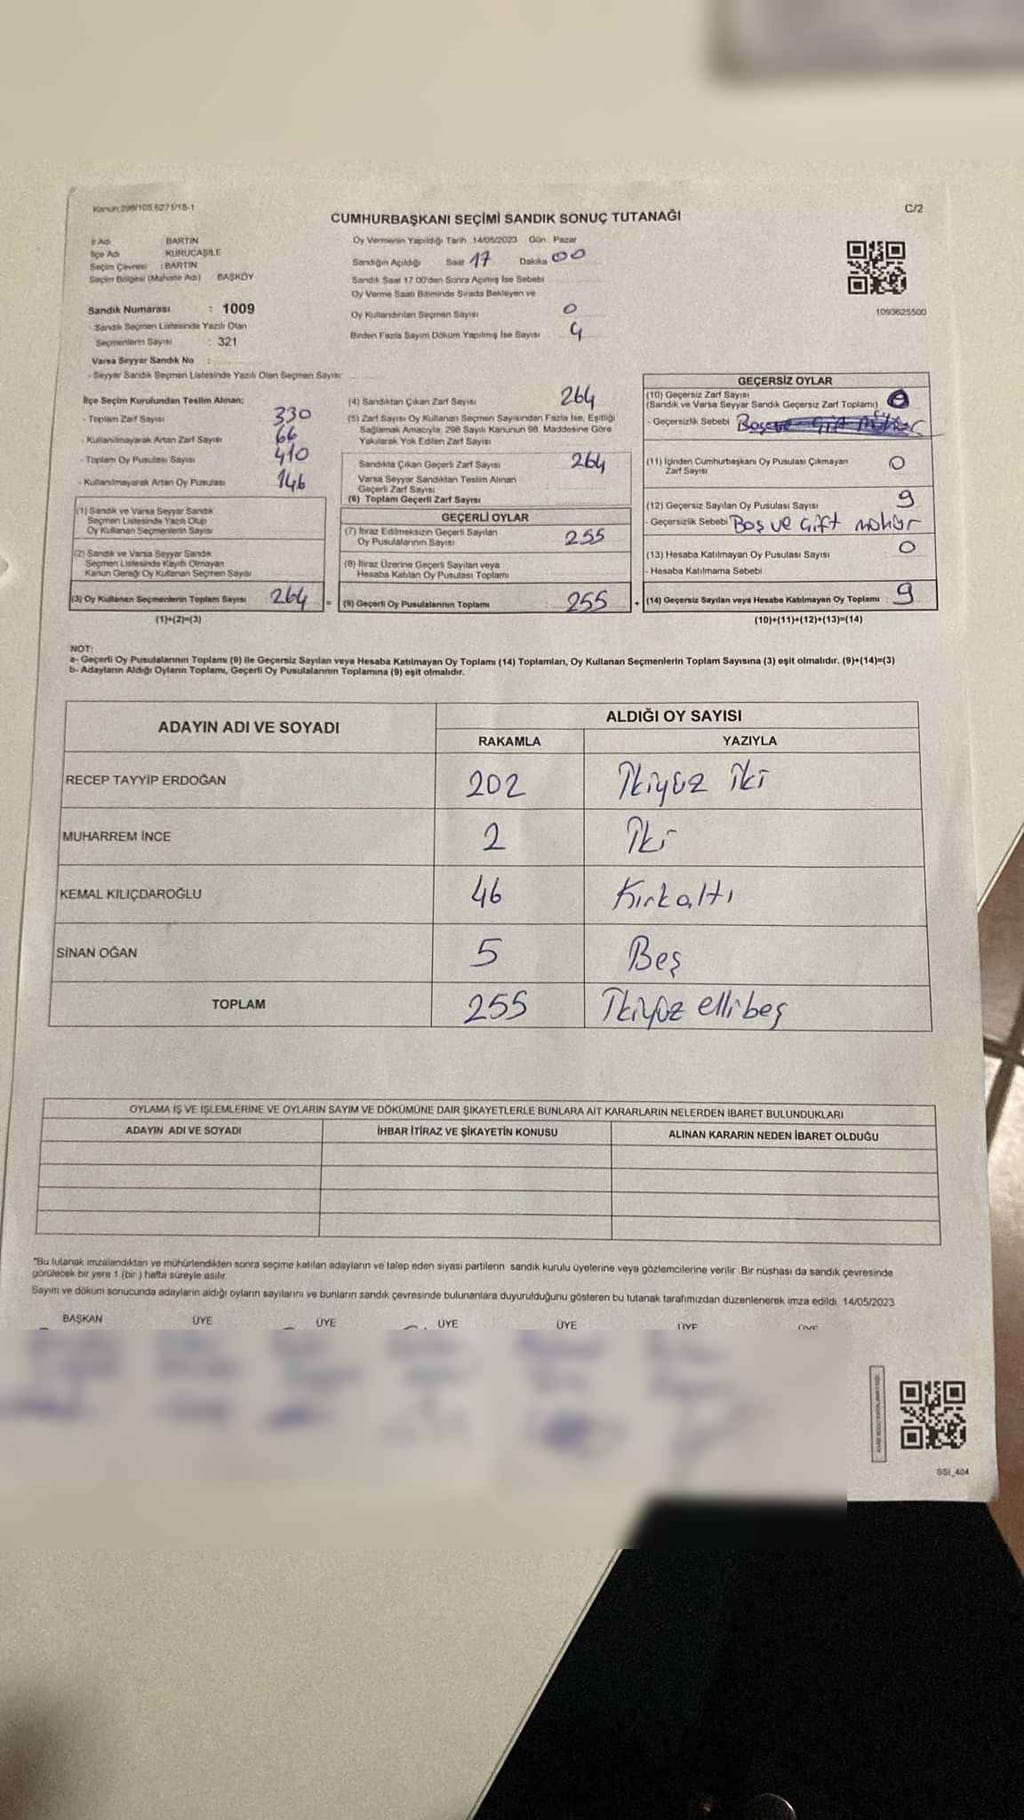 Kanun 298/105,6271/18-1
C/2
CUMHURBAŞKANI SEÇİMİ SANDIK SONUÇ TUTANAĞI
İl Adı : BARTIN
İlçe Adı : KURUCAŞİLE
Seçim Çevresi : BARTIN
Seçim Bölgesi (Mahalle Adı) BAŞKÖY
Sandık Numarası : 1009
Sandık Seçmen Listesinde Yazılı Olan
Seçmenlerin Sayısı : 321
Varsa Seyyar Sandık No :
- Seyyar Sandık Seçmen Listesinde Yazılı Olan Seçmen Sayısı:
Oy Vermenin Yapıldığı Tarih :14/05/2023 Gün : Pazar
Sandığın Açıldığı Saat 17 Dakika 00
Sandık Saat 17.00'den Sonra Açılmış İse Sebebi
Oy Verme Saati Bitiminde Sırada Bekleyen ve
Oy Kullandırılan Seçmen Sayısı 0
Birden Fazla Sayım Döküm Yapılmış İse Sayısı
1093625500
İlçe Seçim Kurulundan Teslim Alınan;
- Toplam Zarf Sayısı 330
- Kullanılmayarak Artan Zarf Sayısı 66
- Toplam Oy Pusulası Sayısı 410
- Kullanılmayarak Artan Oy Pusulası 146
(1) Sandık ve Varsa Seyyar Sandık
Seçmen Listesinde Yazılı Olup
Oy Kullanan Seçmenlerin Sayısı
(2) Sandık ve Varsa Seyyar Sandık
Seçmen Listesinde Kayıtlı Olmayan
Kanun Gereği Oy Kullanan Seçmen Sayısı
(3) Oy Kullanan Seçmenlerin Toplam Sayısı 264 =
(1)+(2)=(3)
(4) Sandıktan Çıkan Zarf Sayısı 264
(5) Zarf Sayısı Oy Kullanan Seçmen Sayısından Fazla İse, Eşitliği
Sağlamak Amacıyla, 298 Sayılı Kanunun 98. Maddesine Göre
Yakılarak Yok Edilen Zarf Sayısı
Sandıkta Çıkan Geçerli Zarf Sayısı 264
Varsa Seyyar Sandıktan Teslim Alınan
Geçerli Zarf Sayısı
(6) Toplam Geçerli Zarf Sayısı
GEÇERLİ OYLAR
(7) İtiraz Edilmeksizin Geçerli Sayılan
Oy Pusulalarının Sayısı 255
(8) İtiraz Üzerine Geçerli Sayılan veya
Hesaba Katılan Oy Pusulası Toplamı
(9) Geçerli Oy Pusulalarının Toplamı : 255 +
GEÇERSİZ OYLAR
(10) Geçersiz Zarf Sayısı
(Sandık ve Varsa Seyyar Sandık Geçersiz Zarf Toplamı)
- Geçersizlik Sebebi
(11) İçinden Cumhurbaşkanı Oy Pusulası Çıkmayan
Zarf Sayısı 0
(12) Geçersiz Sayılan Oy Pusulası Sayısı 9
- Geçersizlik Sebebi Boş ve Çift mühür
(13) Hesaba Katılmayan Oy Pusulası Sayısı 0
- Hesaba Katılmama Sebebi
(14) Geçersiz Sayılan veya Hesaba Katılmayan Oy Toplamı : 9
(10)+(11)+(12)+(13)=(14)
NOT:
a- Geçerli Oy Pusulalarının Toplamı (9) ile Geçersiz Sayılan veya Hesaba Katılmayan Oy Toplamı (14) Toplamları, Oy Kullanan Seçmenlerin Toplam Sayısına (3) eşit olmalıdır. (9)+(14)=(3)
b- Adayların Aldığı Oyların Toplamı, Geçerli Oy Pusulalarının Toplamına (9) eşit olmalıdır.
ADAYIN ADI VE SOYADI ALDIĞI OY SAYISI
RAKAMLA YAZIYLA
RECEP TAYYİP ERDOĞAN 202 İkiyüz iki
MUHARREM İNCE 2 İki
KEMAL KILIÇDAROĞLU 46 Kırkaltı
SİNAN OĞAN 5 Beş
TOPLAM 255 İkiyüz ellibeş
OYLAMA İŞ VE İŞLEMLERİNE VE OYLARIN SAYIM VE DÖKÜMÜNE DAİR ŞİKAYETLERLE BUNLARA AİT KARARLARIN NELERDEN İBARET BULUNDUKLARI
ADAYIN ADI VE SOYADI İHBAR İTİRAZ VE ŞİKAYETİN KONUSU ALINAN KARARIN NEDEN İBARET OLDUĞU
"Bu tutanak imzalandıktan ve mühürlendikten sonra seçime katılan adayların ve talep eden siyasi partilerin sandık kurulu üyelerine veya gözlemcilerine verilir. Bir nüshası da sandık çevresinde
görülecek bir yere 1 (bir) hafta süreyle asılır.
Sayım ve döküm sonucunda adayların aldığı oyların sayılarını ve bunların sandık çevresinde bulunanlara duyurulduğunu gösteren bu tutanak tarafımızdan düzenlenerek imza edildi. 14/05/2023
BAŞKAN ÜYE ÜYE ÜYE ÜYE ÜYE ÜYE
SSI_404